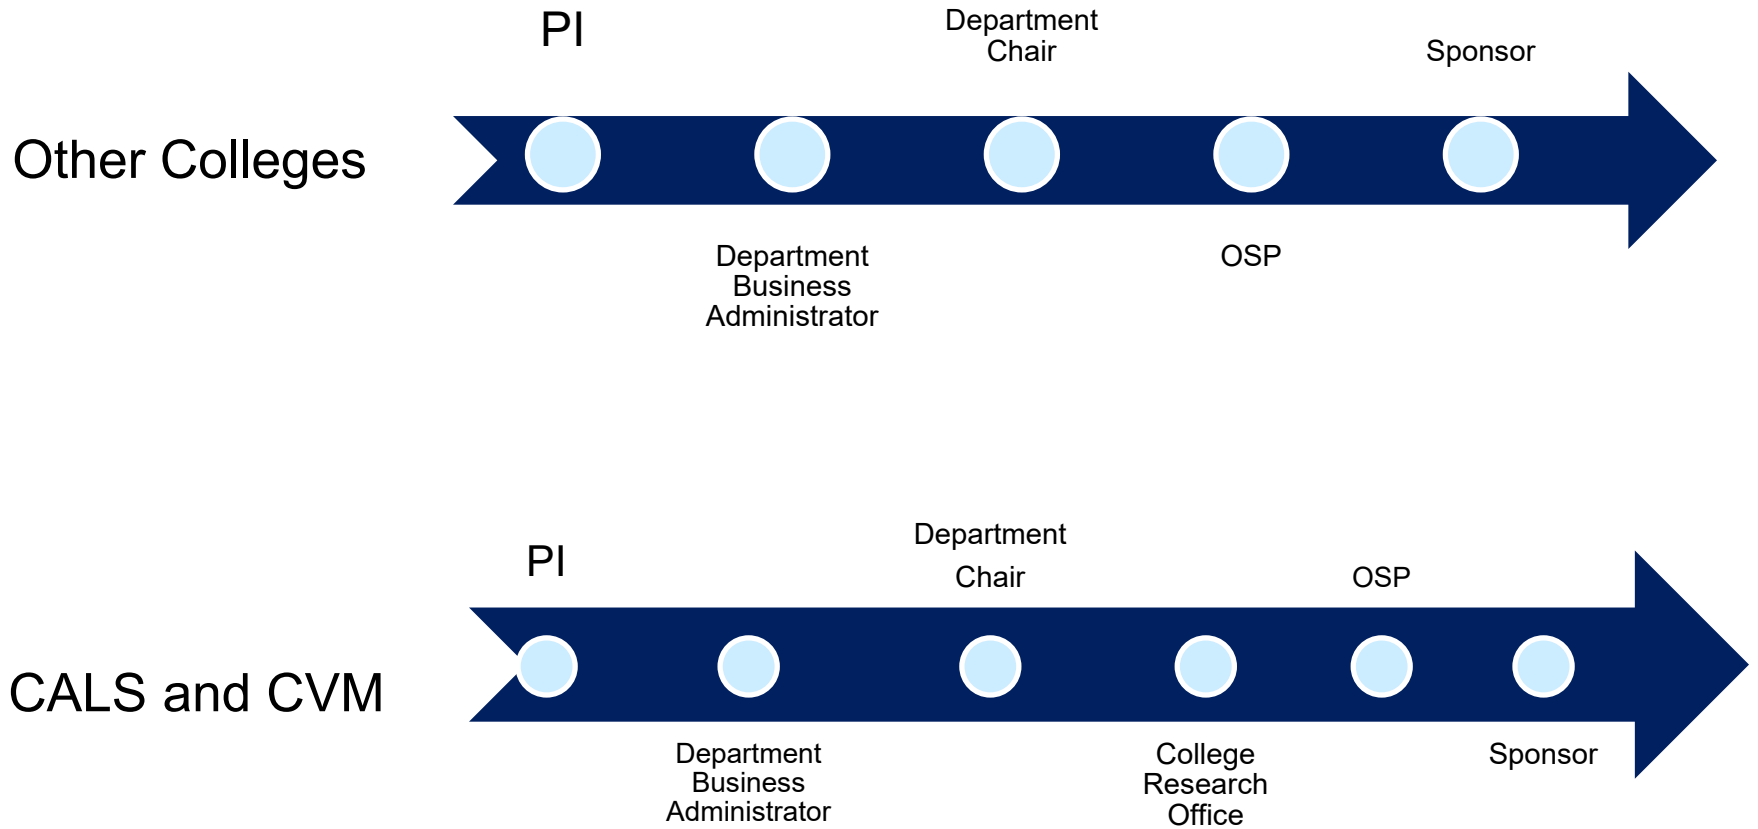 PI
Department
Chair
Sponsor
Other Colleges
Department
Business
Administrator
OSP
Department
Chair
PI
OSP
CALS and CVM
Department
Business
Administrator
College
Research
Office
Sponsor